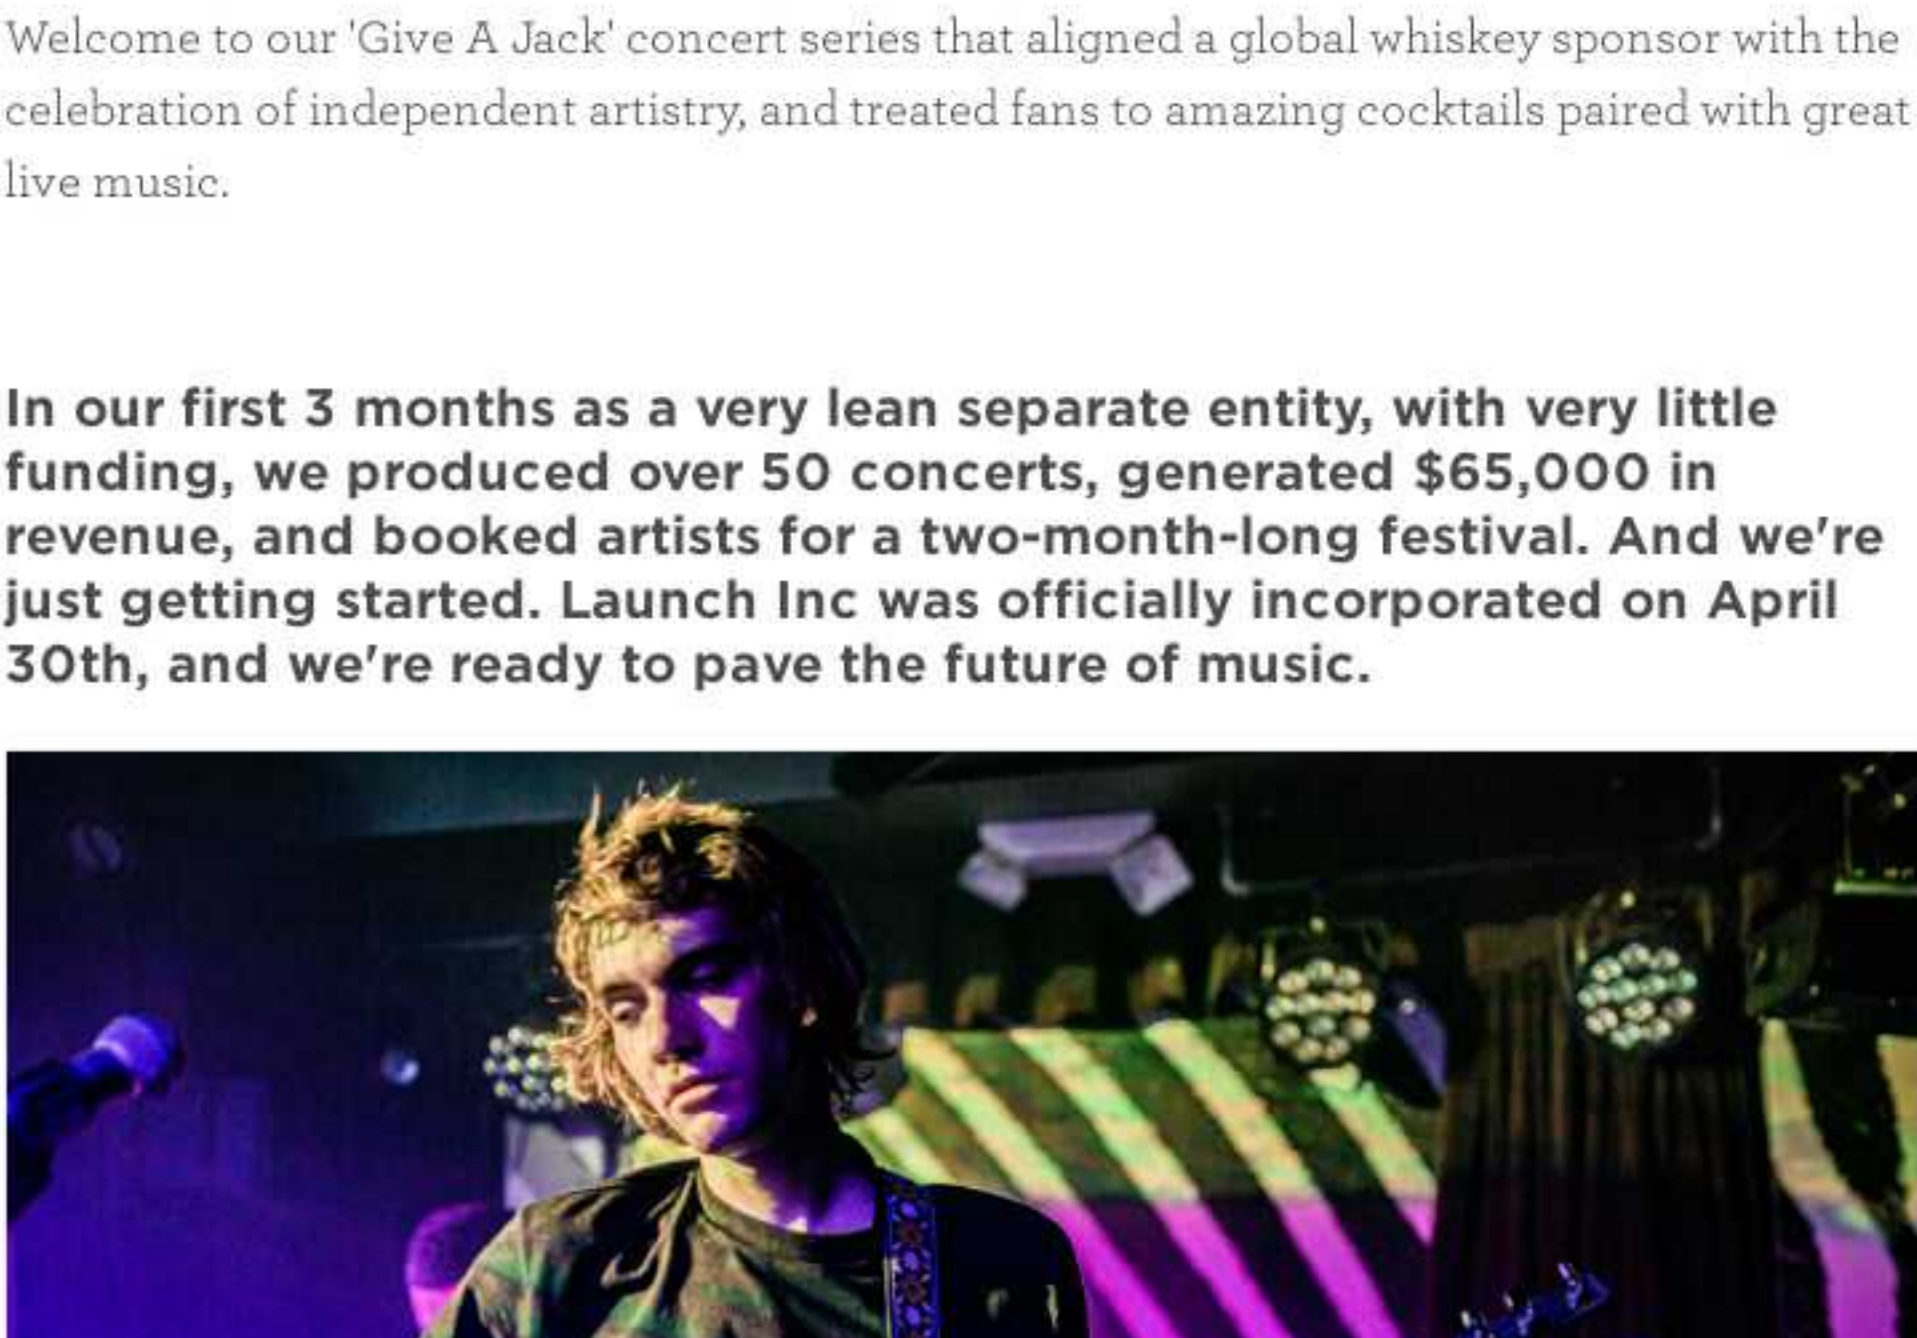 Welcome to our 'Give A Jack' concert series that aligned a global whiskey sponsor with the
celebration of independent artistry, and treated fans to amazing cocktails paired with great
live music.
In our first 3 months as a very lean separate entity, with very little
funding, we produced over 50 concerts, generated $65,000 in
revenue, and booked artists for a two-month-long festival. And we're
just getting started. Launch Inc was officially incorporated on April
30th, and we're ready to pave the future of music.